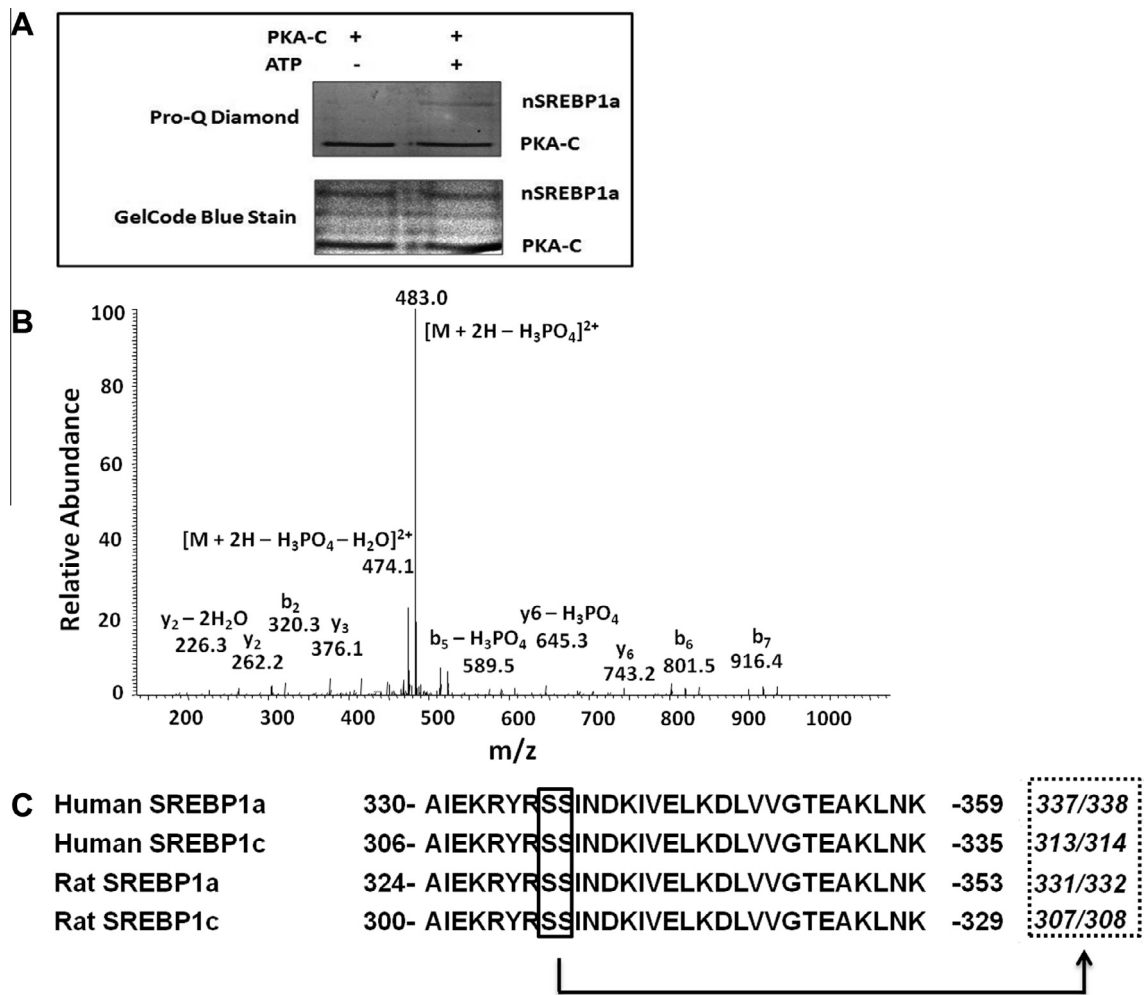 A
PKA-C + +
ATP - +
Pro-Q Diamond
nSREBP1a
PKA-C
GelCode Blue Stain
nSREBP1a
PKA-C
B
483.0
[M + 2H – H₃PO₄]²⁺
100
80
60
40
20
0
Relative Abundance
[M + 2H – H₃PO₄ – H₂O]²⁺
474.1
y₂ – 2H₂O
226.3
y₂
262.2
b₂
320.3
y₃
376.1
b₅ – H₃PO₄
589.5
y6 – H₃PO₄
645.3
y₆
743.2
b₆
801.5
b₇
916.4
200 300 400 500 600 700 800 900 1000
m/z
C
Human SREBP1a 330- AIEKRYRSSINDKIVELKDLVVGTEAKLNK -359 337/338
Human SREBP1c 306- AIEKRYRSSINDKIVELKDLVVGTEAKLNK -335 313/314
Rat SREBP1a 324- AIEKRYRSSINDKIVELKDLVVGTEAKLNK -353 331/332
Rat SREBP1c 300- AIEKRYRSSINDKIVELKDLVVGTEAKLNK -329 307/308